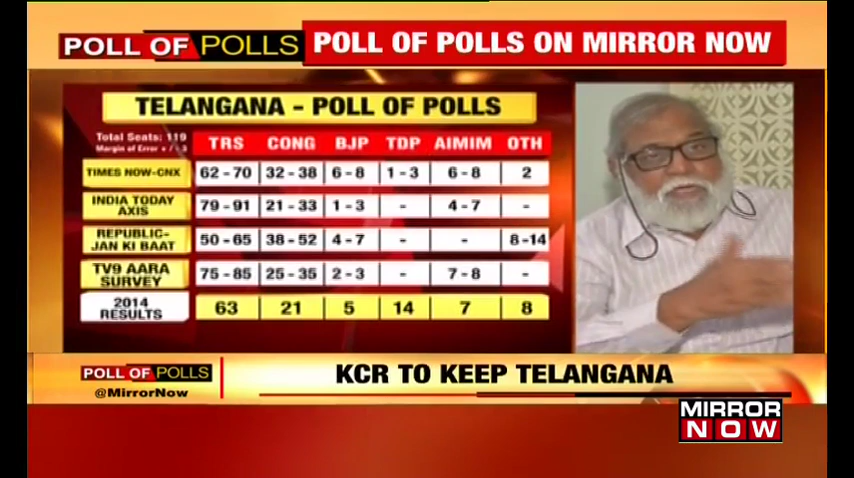 POLL OF POLLS
POLL OF POLLS ON MIRROR NOW
TELANGANA - POLL OF POLLS
Total Seats: 119
Margin of Error + / - 3
TRS CONG BJP TDP AIMIM OTH
TIMES NOW-CNX 62 - 70 32 - 38 6 - 8 1 - 3 6 - 8 2
INDIA TODAY
AXIS 79 - 91 21 - 33 1 - 3 - 4 - 7 -
REPUBLIC-
JAN KI BAAT 50 - 65 38 - 52 4 - 7 - - 8 - 14
TV9 AARA
SURVEY 75 - 85 25 - 35 2 - 3 - 7 - 8 -
2014
RESULTS 63 21 5 14 7 8
POLL OF POLLS
@MirrorNow
KCR TO KEEP TELANGANA
MIRROR
NOW